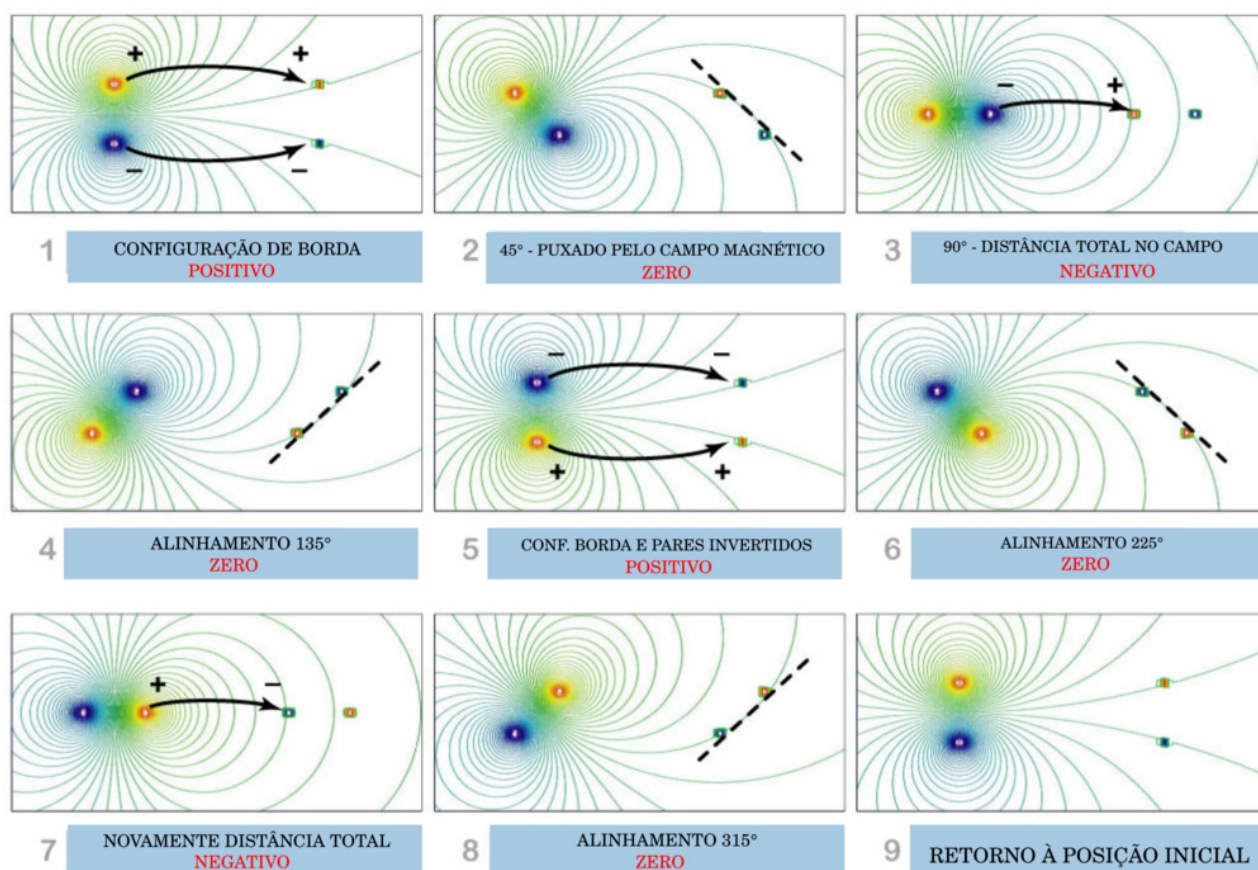 + +
− −
1 CONFIGURAÇÃO DE BORDA
POSITIVO
2 45° - PUXADO PELO CAMPO MAGNÉTICO
ZERO
− +
3 90° - DISTÂNCIA TOTAL NO CAMPO
NEGATIVO
4 ALINHAMENTO 135°
ZERO
− −
+ +
5 CONF. BORDA E PARES INVERTIDOS
POSITIVO
6 ALINHAMENTO 225°
ZERO
+ −
7 NOVAMENTE DISTÂNCIA TOTAL
NEGATIVO
8 ALINHAMENTO 315°
ZERO
9 RETORNO À POSIÇÃO INICIAL